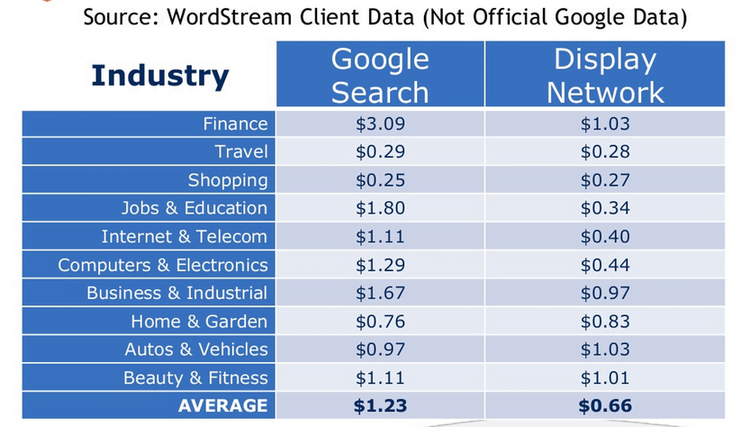 Source: WordStream Client Data (Not Official Google Data)
Industry Google Search Display Network
Finance $3.09 $1.03
Travel $0.29 $0.28
Shopping $0.25 $0.27
Jobs & Education $1.80 $0.34
Internet & Telecom $1.11 $0.40
Computers & Electronics $1.29 $0.44
Business & Industrial $1.67 $0.97
Home & Garden $0.76 $0.83
Autos & Vehicles $0.97 $1.03
Beauty & Fitness $1.11 $1.01
AVERAGE $1.23 $0.66